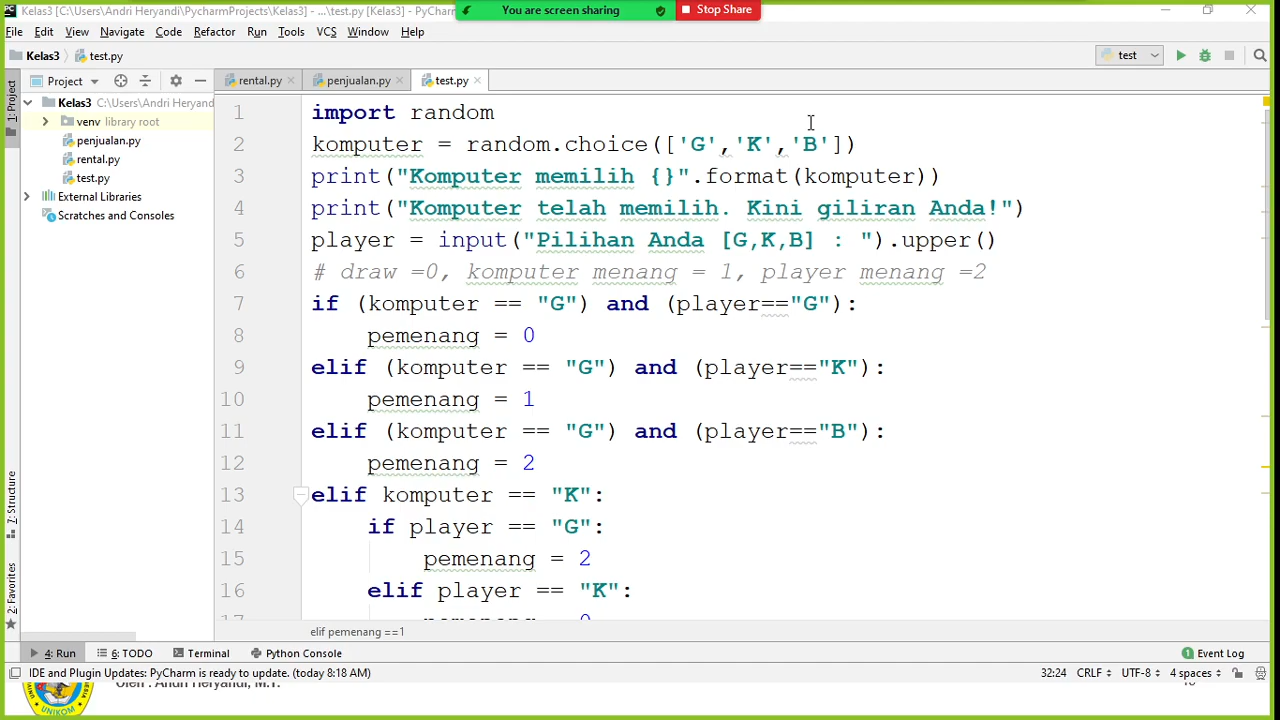 Kelas3 [C:\Users\Andri Heryandi\PycharmProjects\Kelas3] - ...\test.py [Kelas3] - PyCharm
You are screen sharing
Stop Share
File Edit View Navigate Code Refactor Run Tools VCS Window Help
Kelas3 test.py
test
1: Project
Project
rental.py penjualan.py test.py
Kelas3 C:\Users\Andri Heryand
venv library root
penjualan.py
rental.py
test.py
External Libraries
Scratches and Consoles
1 import random
2 komputer = random.choice(['G','K','B'])
3 print("Komputer memilih {}".format(komputer))
4 print("Komputer telah memilih. Kini giliran Anda!")
5 player = input("Pilihan Anda [G,K,B] : ").upper()
6 # draw =0, komputer menang = 1, player menang =2
7 if (komputer == "G") and (player=="G"):
8 pemenang = 0
9 elif (komputer == "G") and (player=="K"):
10 pemenang = 1
11 elif (komputer == "G") and (player=="B"):
12 pemenang = 2
13 elif komputer == "K":
14 if player == "G":
15 pemenang = 2
16 elif player == "K":
17 pemenang = 0
elif pemenang ==1
7: Structure
2: Favorites
4: Run 6: TODO Terminal Python Console Event Log
IDE and Plugin Updates: PyCharm is ready to update. (today 8:18 AM) 32:24 CRLF UTF-8 4 spaces
Oleh : Andri Heryandi, M.T.
UNIKOM